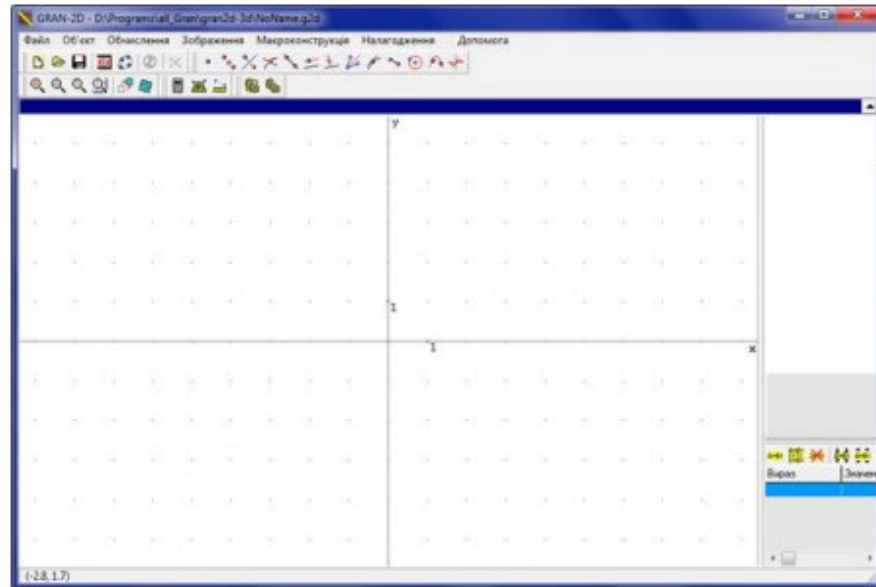 GRAN-2D - D:\Programs\all_Gran\gran2d-3d\NoName.g2d
Файл Об'єкт Обчислення Зображення Макроконструкція Налагодження Допомога
y
1
1
x
Вираз Значен
(-2.8, 1.7)